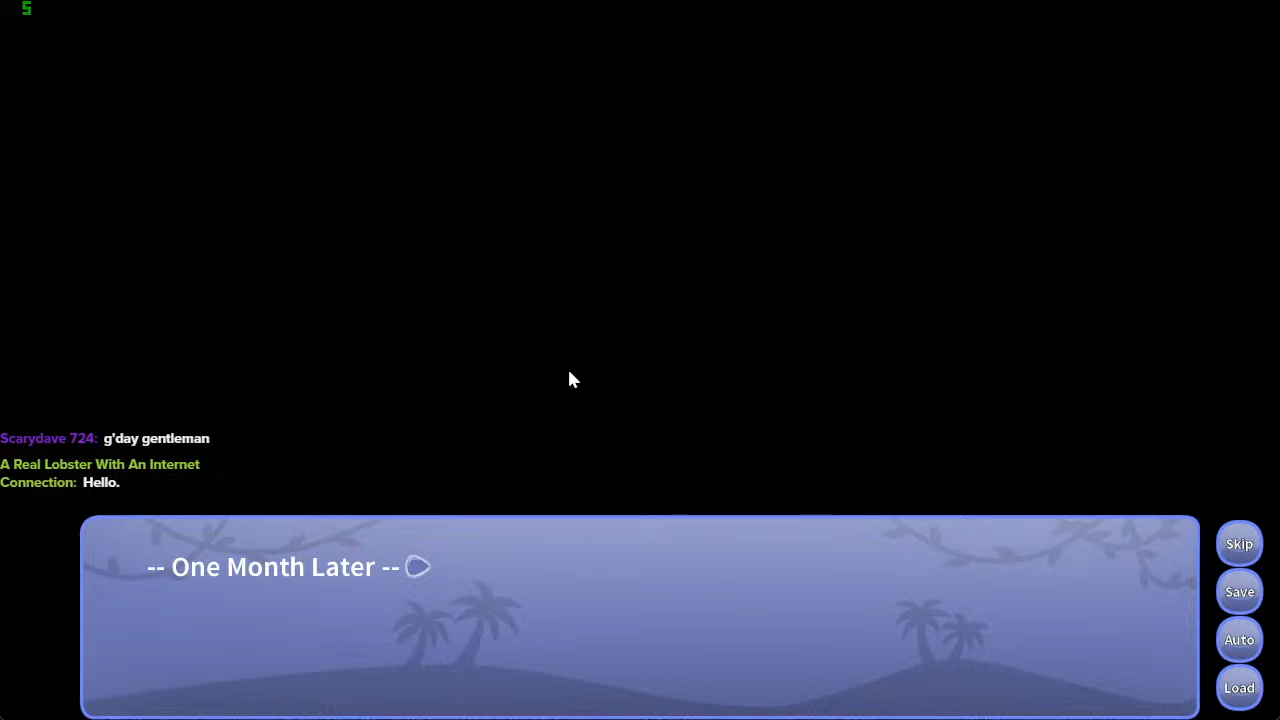 5
Scarydave 724: g'day gentleman
A Real Lobster With An Internet
Connection: Hello.
-- One Month Later --
Skip
Save
Auto
Load